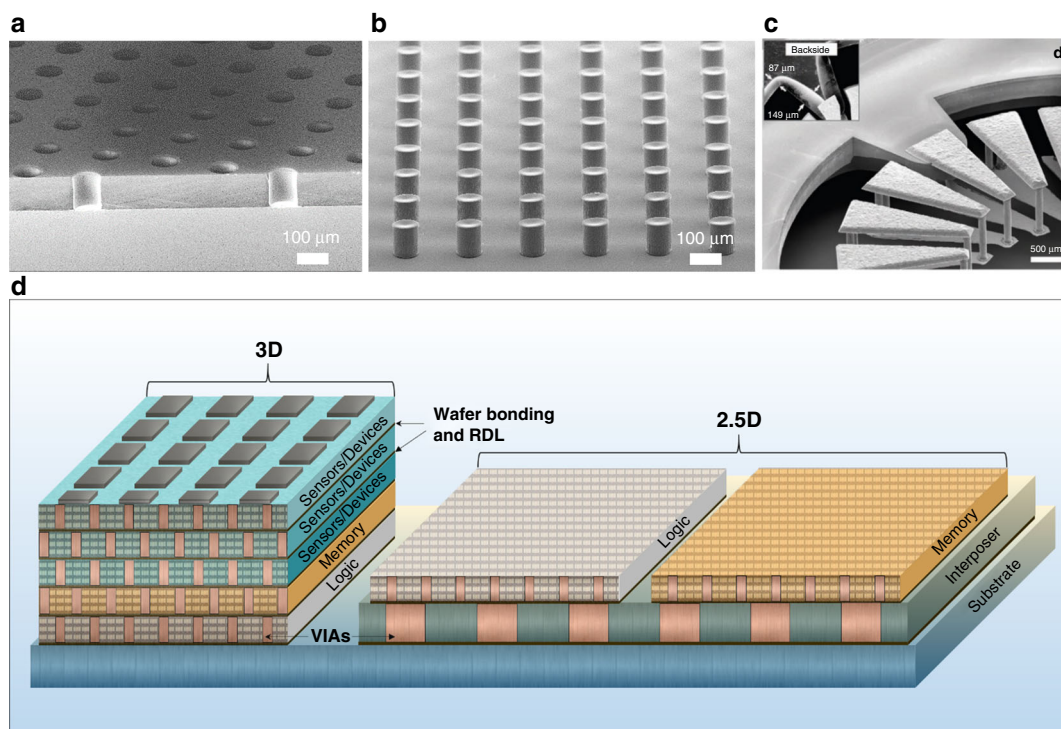 a
b
c
Backside
87 μm
149 μm
d
100 μm
100 μm
500 μm
d
3D
Wafer bonding
and RDL
2.5D
Sensors/Devices
Sensors/Devices
Sensors/Devices
Memory
Logic
VIAs
Logic
Memory
Interposer
Substrate